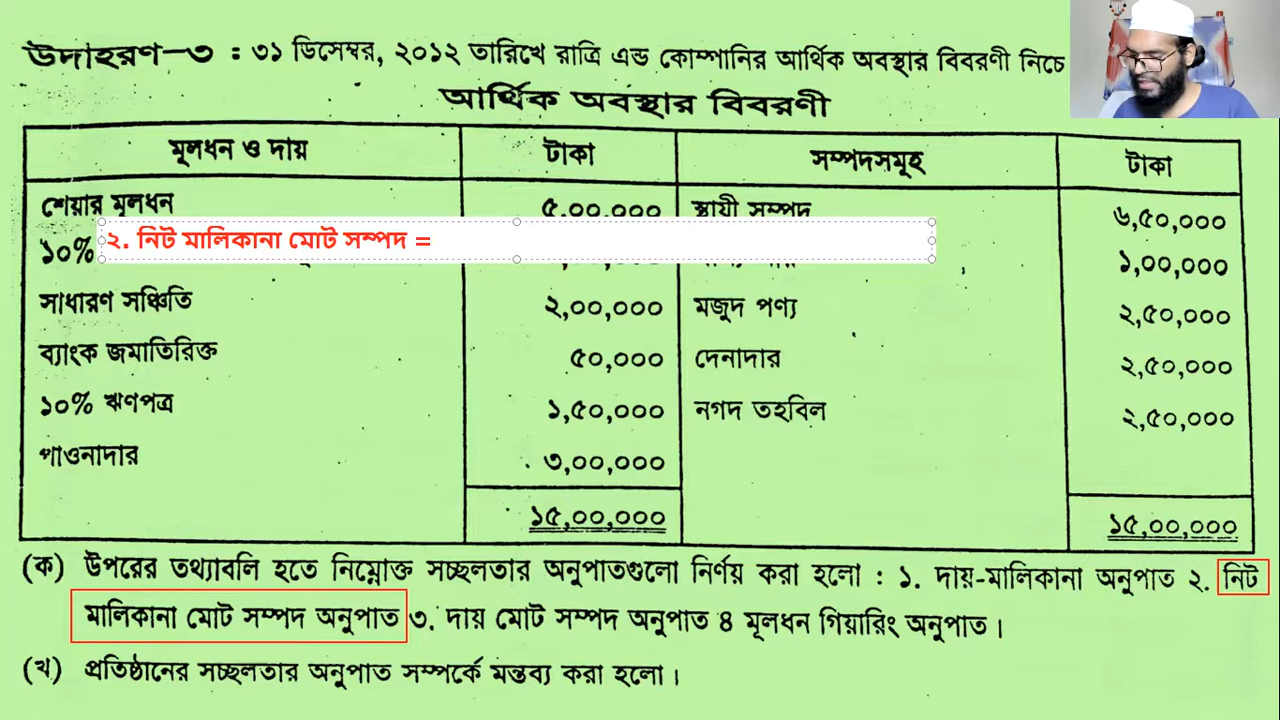 উদাহরণ-৩ : ৩১ ডিসেম্বর, ২০১২ তারিখে রাত্রি এন্ড কোম্পানির আর্থিক অবস্থার বিবরণী নিচে
আর্থিক অবস্থার বিবরণী
মূলধন ও দায় টাকা সম্পদসমূহ টাকা
শেয়ার মূলধন ৫,০০,০০০ স্থায়ী সম্পদ ৬,৫০,০০০
২. নিট মালিকানা মোট সম্পদ =
১০% ১,০০,০০০
সাধারণ সঞ্চিতি ২,০০,০০০ মজুদ পণ্য ২,৫০,০০০
ব্যাংক জমাতিরিক্ত ৫০,০০০ দেনাদার ২,৫০,০০০
১০% ঋণপত্র ১,৫০,০০০ নগদ তহবিল ২,৫০,০০০
পাওনাদার ৩,০০,০০০
১৫,০০,০০০ ১৫,০০,০০০
(ক) উপরের তথ্যাবলি হতে নিম্নোক্ত সচ্ছলতার অনুপাতগুলো নির্ণয় করা হলো : ১. দায়-মালিকানা অনুপাত ২. নিট
মালিকানা মোট সম্পদ অনুপাত ৩. দায় মোট সম্পদ অনুপাত ৪ মূলধন গিয়ারিং অনুপাত।
(খ) প্রতিষ্ঠানের সচ্ছলতার অনুপাত সম্পর্কে মন্তব্য করা হলো।